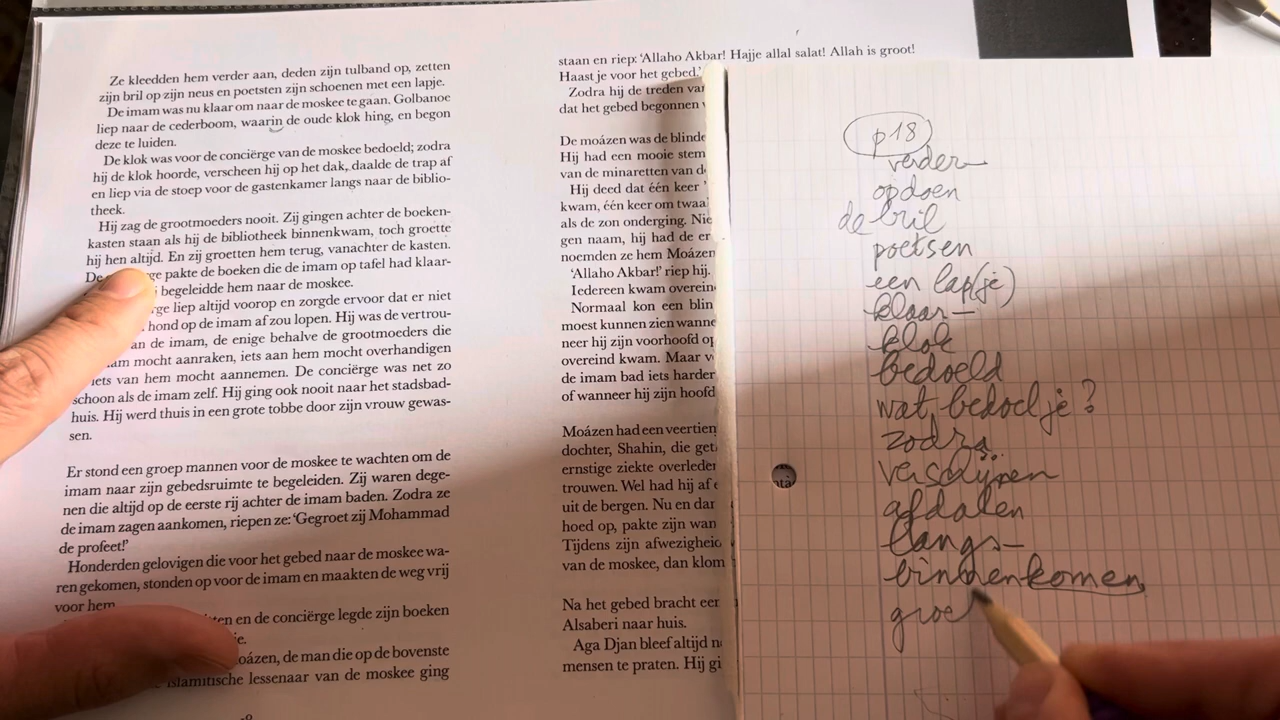 Ze kleedden hem verder aan, deden zijn tulband op, zetten
zijn bril op zijn neus en poetsten zijn schoenen met een lapje.
De imam was nu klaar om naar de moskee te gaan. Golbanoe
liep naar de cederboom, waarin de oude klok hing, en begon
deze te luiden.
De klok was voor de conciërge van de moskee bedoeld; zodra
hij de klok hoorde, verscheen hij op het dak, daalde de trap af
en liep via de stoep voor de gastenkamer langs naar de biblio-
theek.
Hij zag de grootmoeders nooit. Zij gingen achter de boeken-
kasten staan als hij de bibliotheek binnenkwam, toch groette
hij hen altijd. En zij groetten hem terug, vanachter de kasten.
De ge pakte de boeken die de imam op tafel had klaar-
begeleidde hem naar de moskee.
rge liep altijd voorop en zorgde ervoor dat er niet
hond op de imam af zou lopen. Hij was de vertrou-
an de imam, de enige behalve de grootmoeders die
am mocht aanraken, iets aan hem mocht overhandigen
iets van hem mocht aannemen. De conciërge was net zo
schoon als de imam zelf. Hij ging ook nooit naar het stadsbad-
huis. Hij werd thuis in een grote tobbe door zijn vrouw gewas-
sen.
Er stond een groep mannen voor de moskee te wachten om de
imam naar zijn gebedsruimte te begeleiden. Zij waren dege-
nen die altijd op de eerste rij achter de imam baden. Zodra ze
de imam zagen aankomen, riepen ze: ‘Gegroet zij Mohammad
de profeet!’
Honderden gelovigen die voor het gebed naar de moskee wa-
ren gekomen, stonden op voor de imam en maakten de weg vrij
voor hem.
ten en de conciërge legde zijn boeken
je.
oázen, de man die op de bovenste
islamitische lessenaar van de moskee ging
staan en riep: ‘Allaho Akbar! Hajje allal salat! Allah is groot!
Haast je voor het gebed.’
Zodra hij de treden va
dat het gebed begonnen
De moázen was de blinde
Hij had een mooie stem
van de minaretten van d
Hij deed dat één keer
kwam, één keer om twaa
als de zon onderging. Nie
gen naam, hij had de er
noemden ze hem Moázen
‘Allaho Akbar!’ riep hij.
Iedereen kwam overein
Normaal kon een blin
moest kunnen zien wanne
neer hij zijn voorhoofd op
overeind kwam. Maar v
de imam bad iets harder
of wanneer hij zijn hoofd
Moázen had een veertien
dochter, Shahin, die get
ernstige ziekte overleder
trouwen. Wel had hij af e
uit de bergen. Nu en dar
hoed op, pakte zijn wan
Tijdens zijn afwezigheid
van de moskee, dan klom
Na het gebed bracht eer
Alsaberi naar huis.
Aga Djan bleef altijd n
mensen te praten. Hij gi
p18
verder
opdoen
de bril
poetsen
een lap(je)
klaar–
klok
bedoeld
wat bedoel je?
zodra
verschijnen
afdalen
langs–
binnenkomen
groet